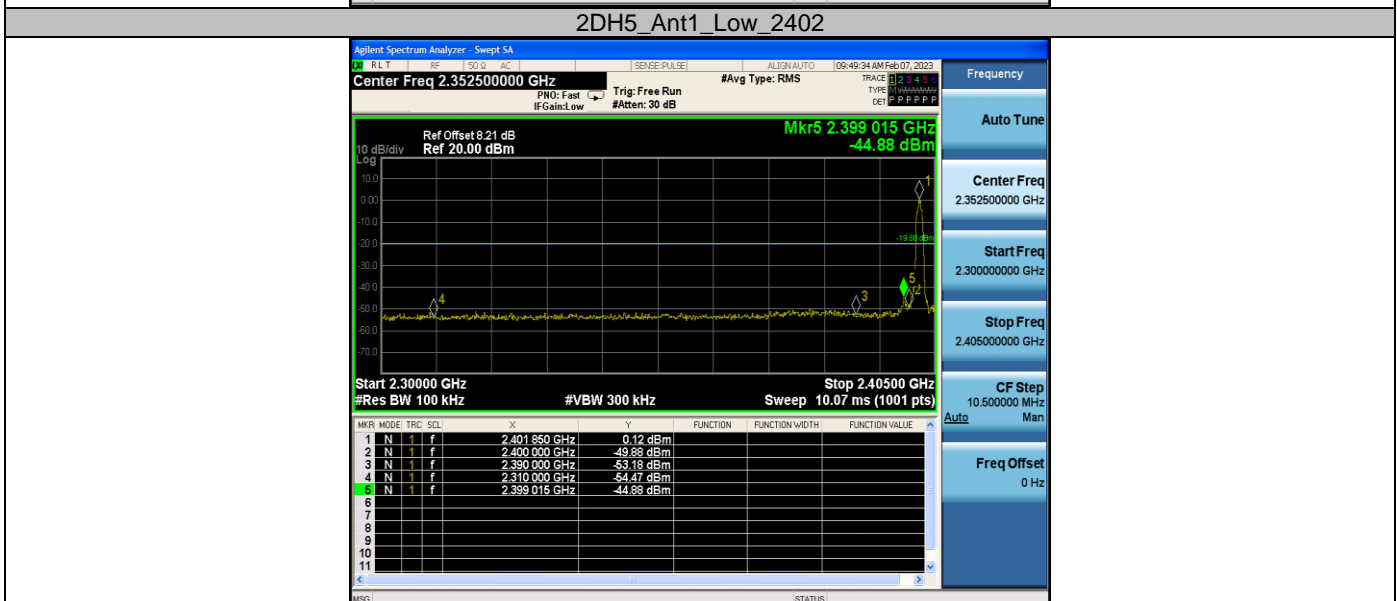 2DH5_Ant1_Low_2402
Agilent Spectrum Analyzer - Swept SA
RLT RF 50 Ω AC SENSE:PULSE ALIGNAUTO 09:49:34 AM Feb 07, 2023
Center Freq 2.352500000 GHz #Avg Type: RMS TRACE 1 2 3 4 5 6
PNO: Fast Trig: Free Run TYPE M
IFGain:Low #Atten: 30 dB DET P P P P P P
Frequency
Auto Tune
Center Freq
2.352500000 GHz
Start Freq
2.300000000 GHz
Stop Freq
2.405000000 GHz
CF Step
10.500000 MHz
Auto Man
Freq Offset
0 Hz
Mkr5 2.399 015 GHz
-44.88 dBm
Ref Offset 8.21 dB
10 dB/div Ref 20.00 dBm
Log
10.0
0.00
-10.0
-20.0
-30.0
-40.0
-50.0
-60.0
-70.0
1
-19.88 dBm
5
2
3
4
Start 2.30000 GHz Stop 2.40500 GHz
#Res BW 100 kHz #VBW 300 kHz Sweep 10.07 ms (1001 pts)
MKR MODE TRC SCL X Y FUNCTION FUNCTION WIDTH FUNCTION VALUE
1 N 1 f 2.401 850 GHz 0.12 dBm
2 N 1 f 2.400 000 GHz -49.88 dBm
3 N 1 f 2.390 000 GHz -53.18 dBm
4 N 1 f 2.310 000 GHz -54.47 dBm
5 N 1 f 2.399 015 GHz -44.88 dBm
6
7
8
9
10
11
MSG STATUS